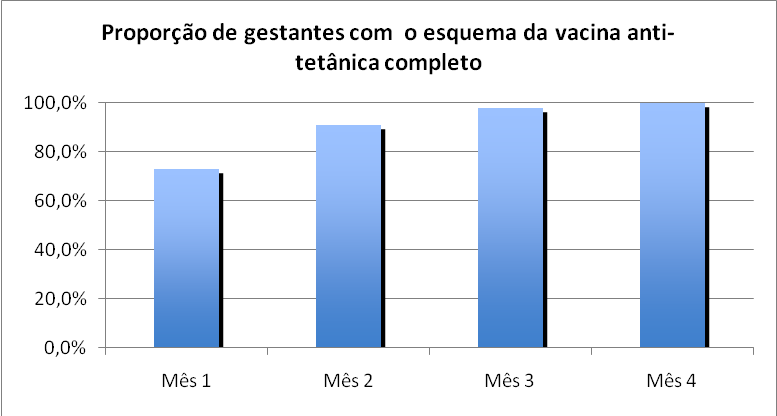 Proporção de gestantes com  o esquema da vacina anti-
tetânica completo
100,0%
80,0%
60,0%
40,0%
20,0%
0,0%
Mês 1 Mês 2 Mês 3 Mês 4